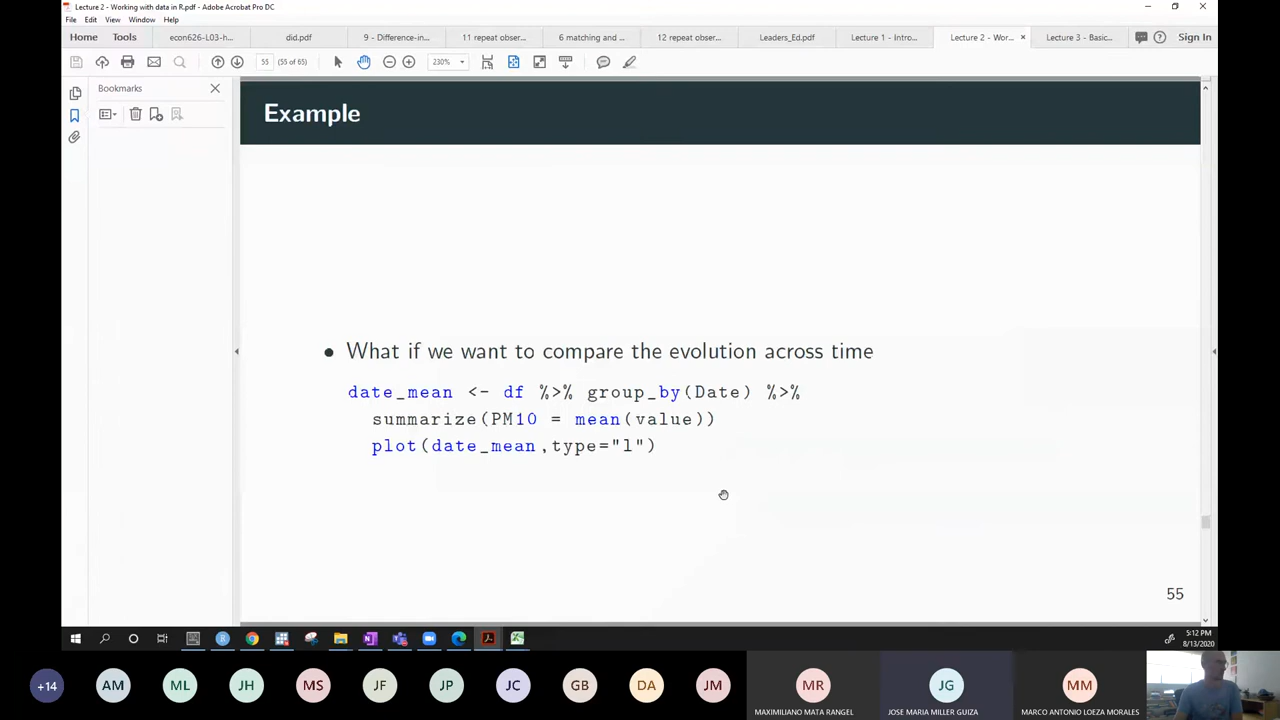 Lecture 2 - Working with data in R.pdf - Adobe Acrobat Pro DC
File Edit View Window Help
Home Tools econ626-L03-h... did.pdf 9 - Difference-in... 11 repeat obser... 6 matching and ... 12 repeat obser... Leaders_Ed.pdf Lecture 1 - Intro... Lecture 2 - Wor... × Lecture 3 - Basic... Sign In
55 (55 of 65) 230%
Bookmarks
Example
• What if we want to compare the evolution across time
date_mean <- df %>% group_by(Date) %>%
summarize(PM10 = mean(value))
plot(date_mean,type="l")
55
5:12 PM
8/13/2020
+14 AM ML JH MS JF JP JC GB DA JM MR JG MM
MAXIMILIANO MATA RANGEL JOSE MARIA MILLER GUIZA MARCO ANTONIO LOEZA MORALES